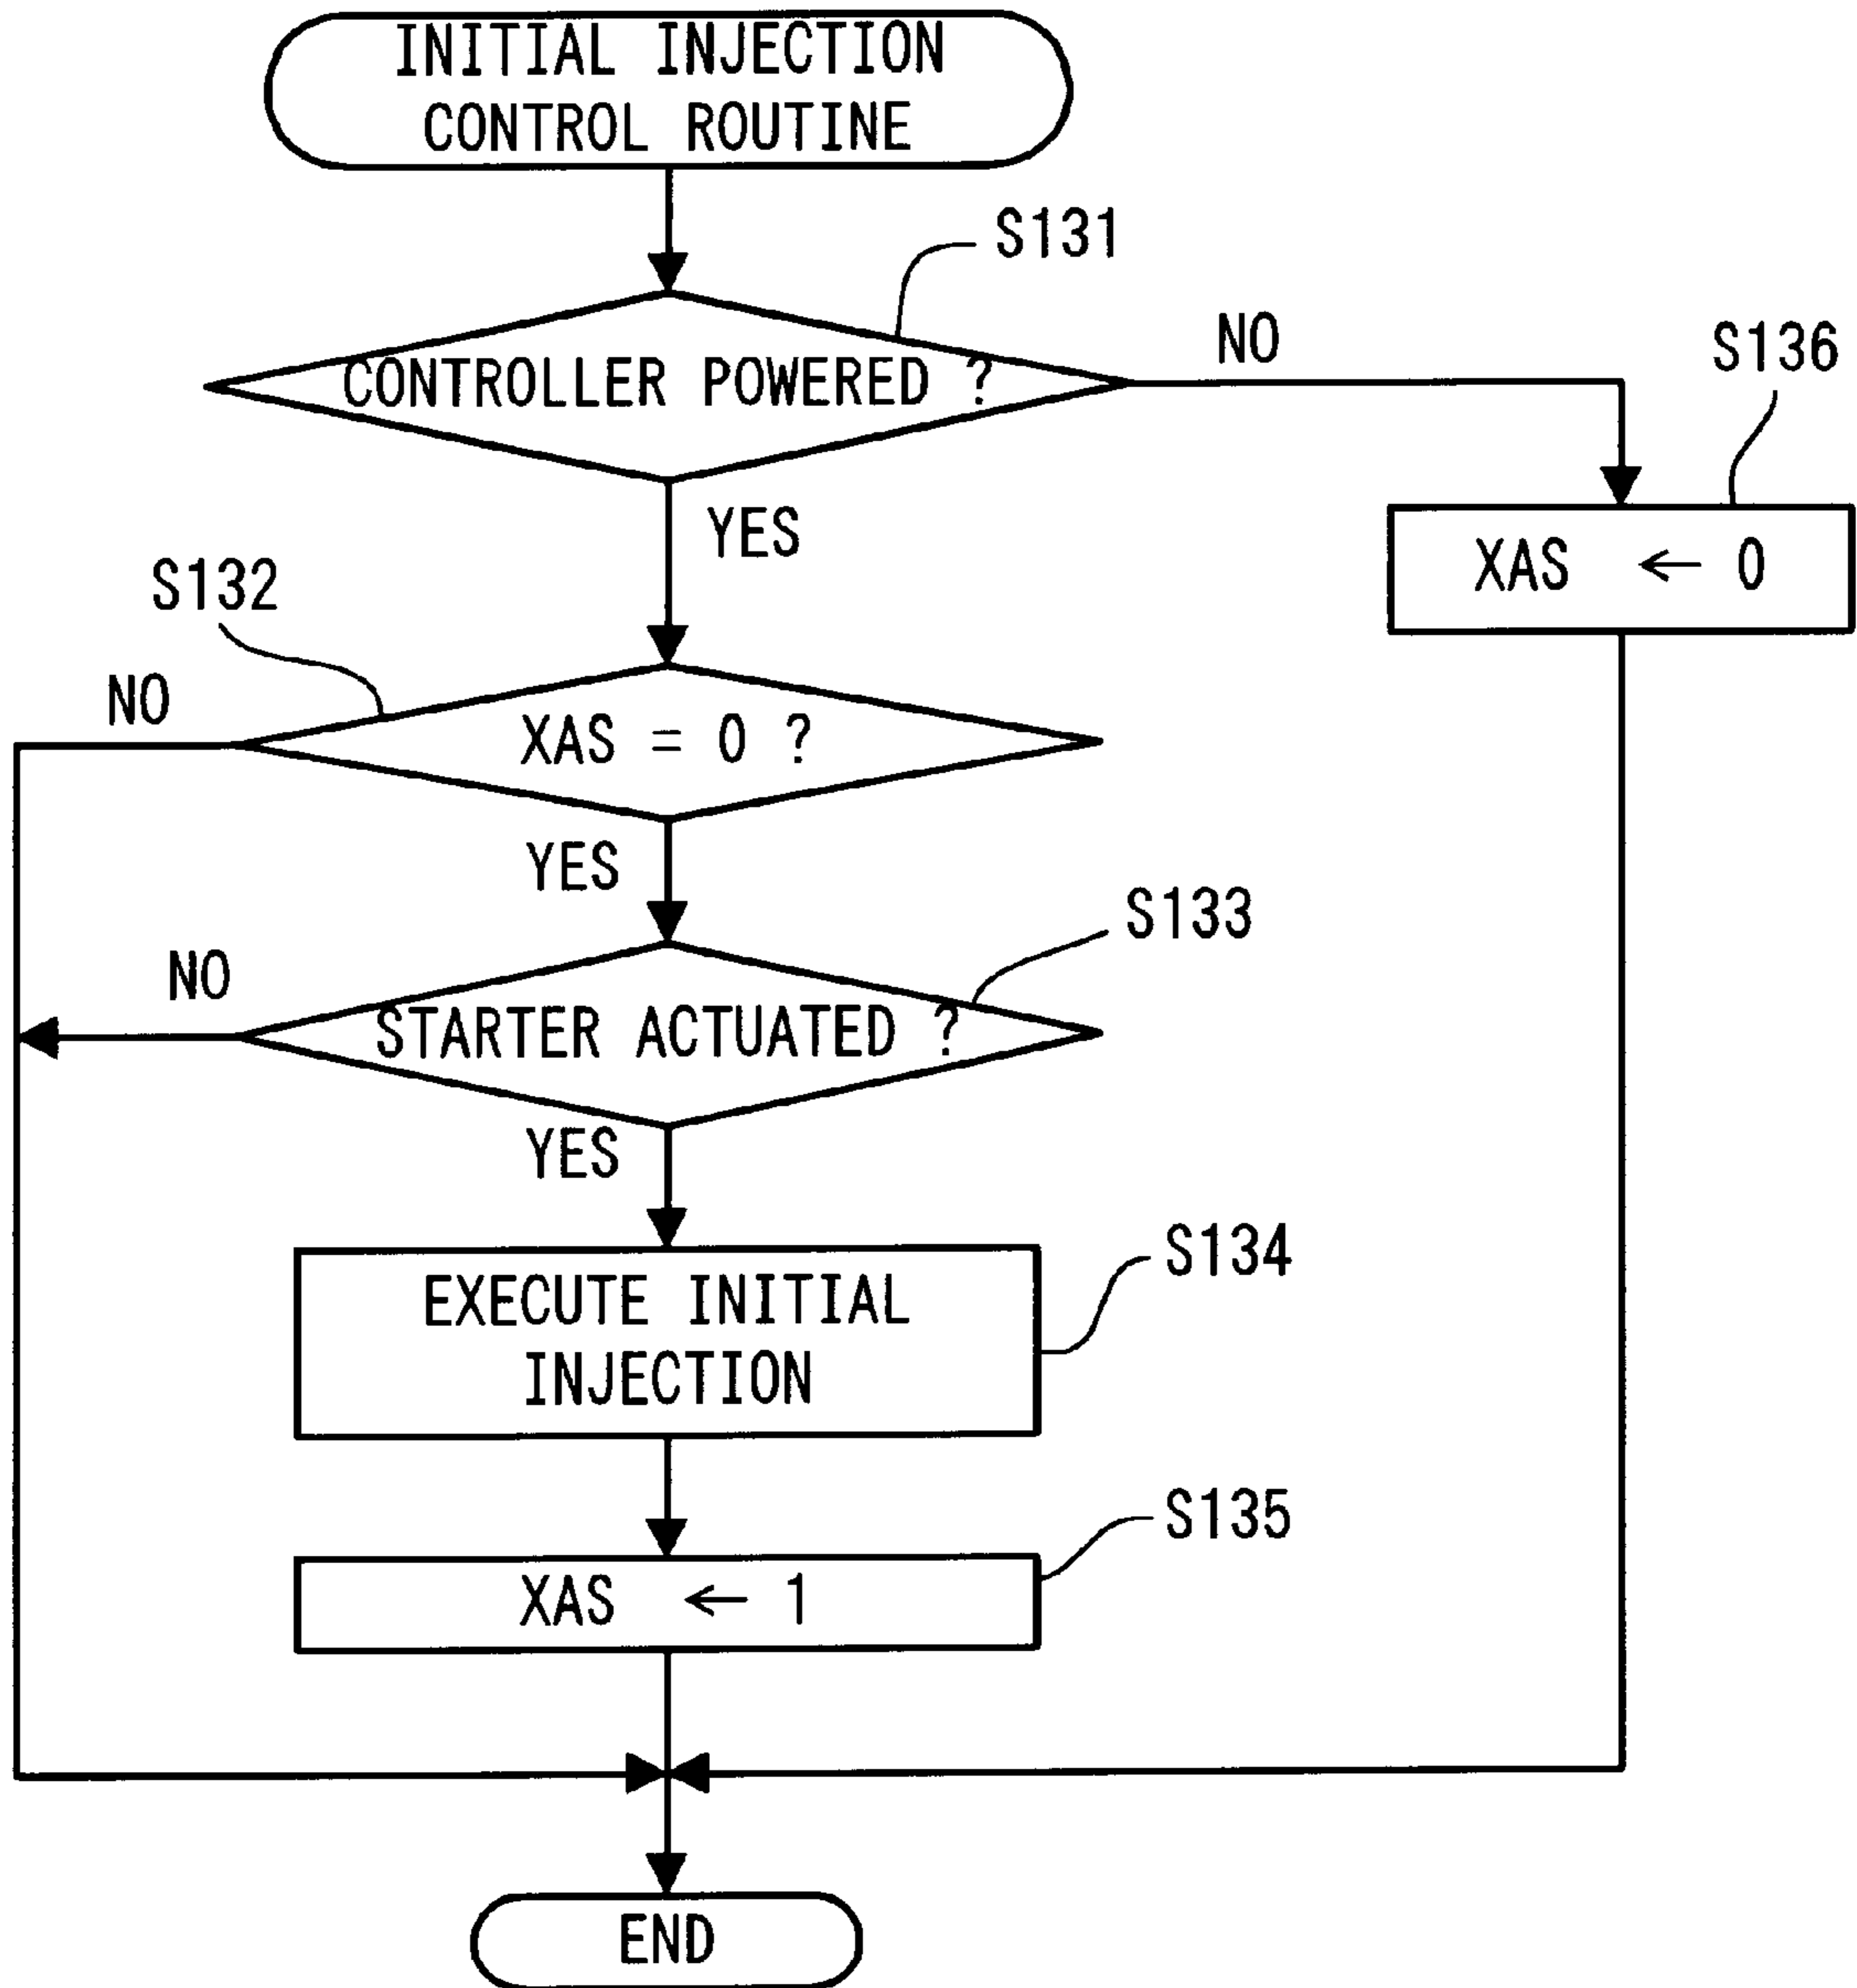 INITIAL INJECTION
CONTROL ROUTINE
S131
CONTROLLER POWERED ?
NO
S136
YES
XAS ← 0
S132
NO
XAS = 0 ?
YES
S133
NO
STARTER ACTUATED ?
YES
S134
EXECUTE INITIAL
INJECTION
S135
XAS ← 1
END